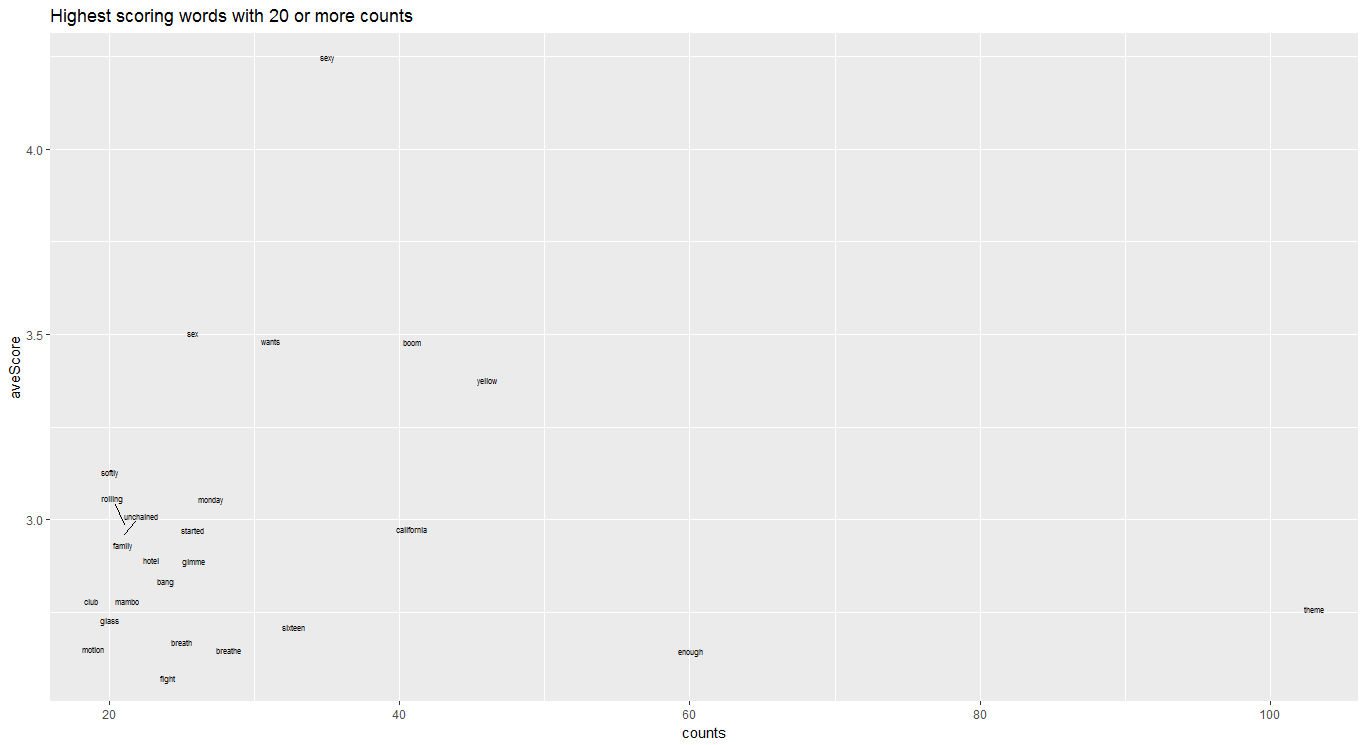 Highest scoring words with 20 or more counts
sexy
4.0
sex
3.5
wants
boom
yellow
softly
rolling
monday
unchained
3.0
started
california
family
hotel
gimme
bang
club
mambo
theme
glass
sixteen
breath
motion
breathe
enough
fight
aveScore
20
40
60
80
100
counts